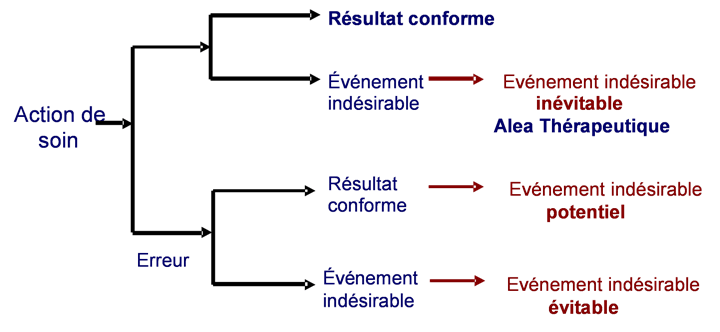 Résultat conforme
Événement
indésirable
Evénement indésirable
inévitable
Alea Thérapeutique
Action de
soin
Résultat
conforme
Evénement indésirable
potentiel
Erreur
Événement
indésirable
Evénement indésirable
évitable